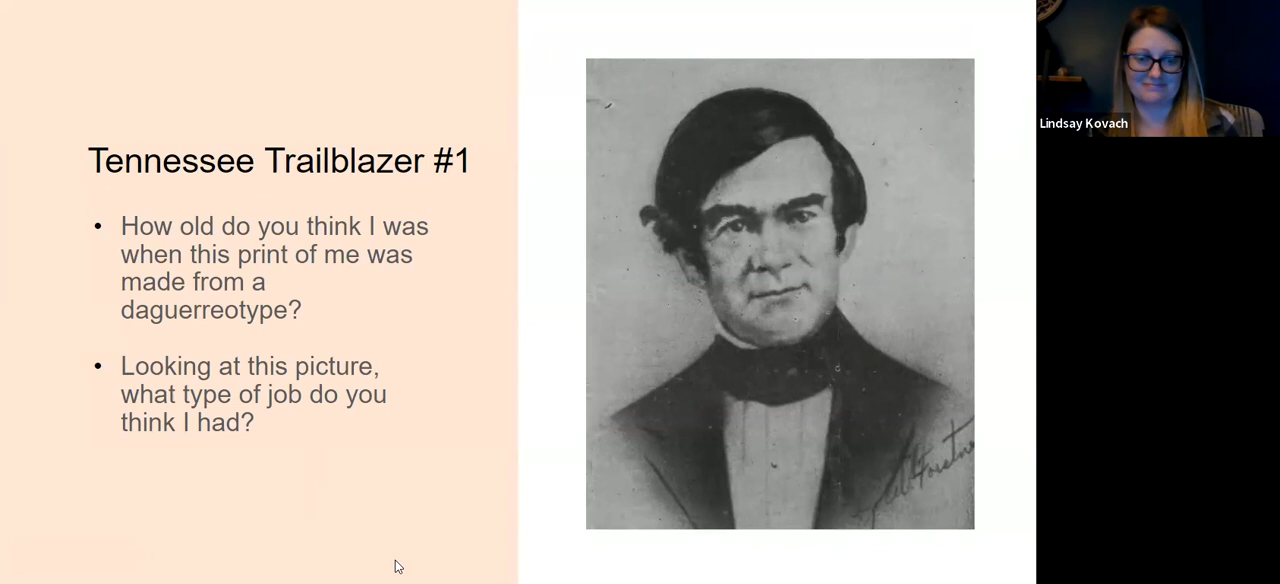 Tennessee Trailblazer #1
• How old do you think I was
when this print of me was
made from a
daguerreotype?
• Looking at this picture,
what type of job do you
think I had?
Lindsay Kovach